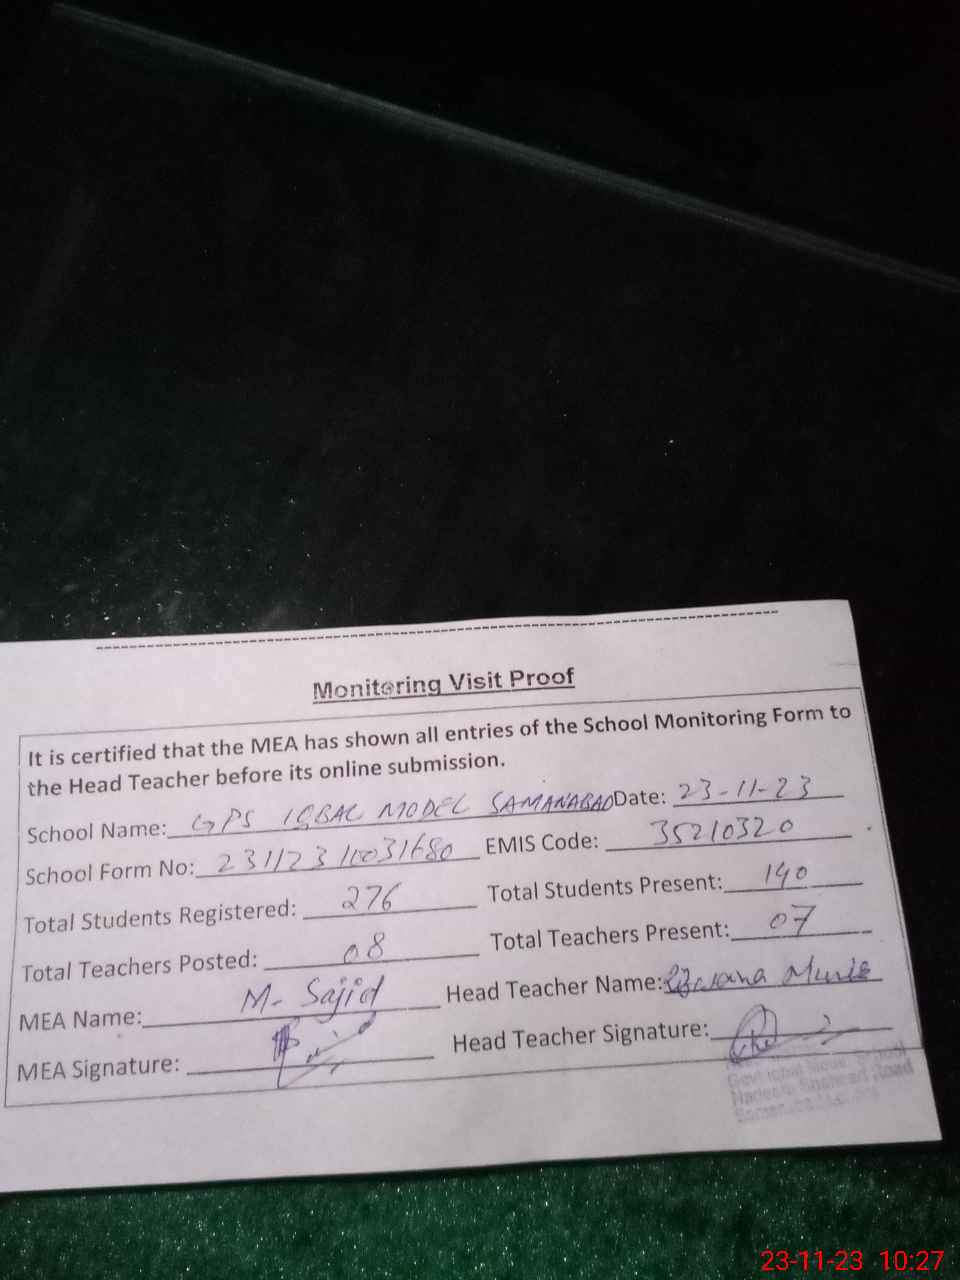 Monitoring Visit Proof
It is certified that the MEA has shown all entries of the School Monitoring Form to
the Head Teacher before its online submission.
School Name: GPS IQBAL MODEL SAMANABAD Date: 23-11-23
School Form No: 23112310031680 EMIS Code: 35210320
Total Students Registered: 276 Total Students Present: 140
Total Teachers Posted: 08 Total Teachers Present: 07
MEA Name: M. Sajid Head Teacher Name:
MEA Signature: Head Teacher Signature:
23-11-23 10:27